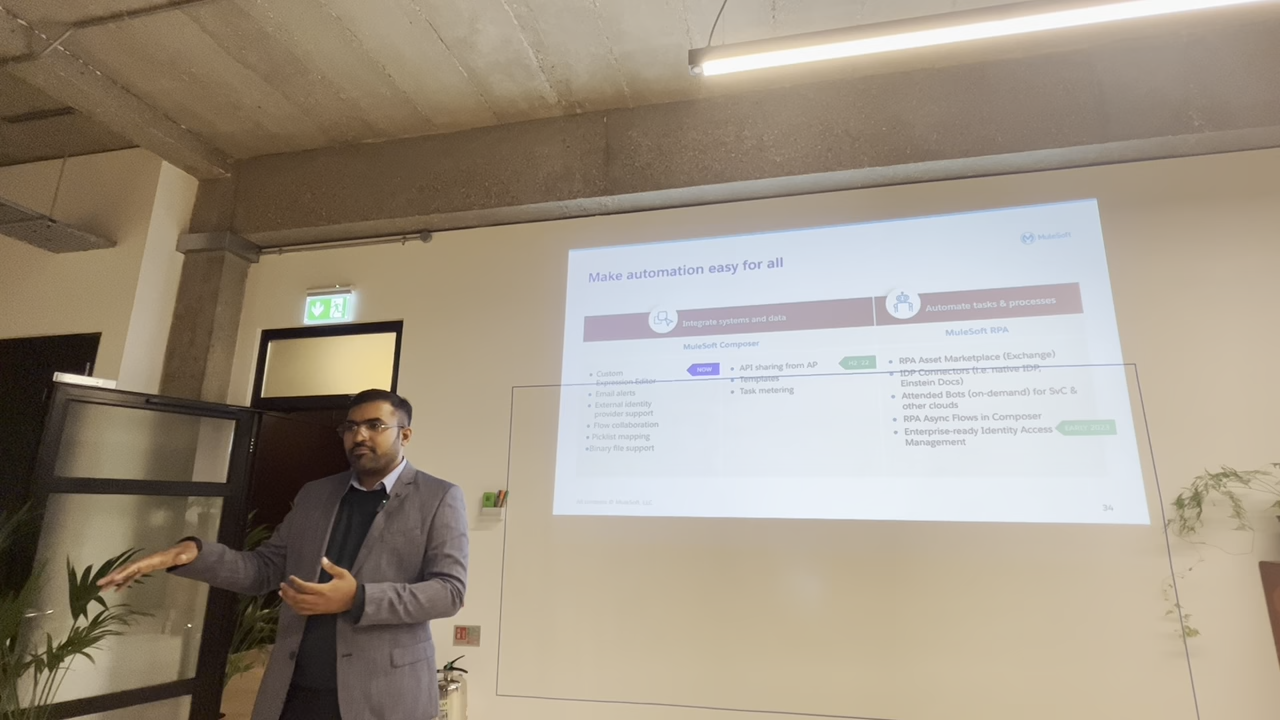 MuleSoft
Make automation easy for all
Integrate systems and data
Automate tasks & processes
MuleSoft Composer
MuleSoft RPA
NOW
• Custom
Expression Editor
• Email alerts
• External identity
provider support
• Flow collaboration
• Picklist mapping
•Binary file support
• API sharing from AP
• Templates
• Task metering
• RPA Asset Marketplace (Exchange)
• IDP Connectors (i.e. native IDP,
Einstein Docs)
• Attended Bots (on-demand) for SvC &
other clouds
• RPA Async Flows in Composer
• Enterprise-ready Identity Access
Management
34